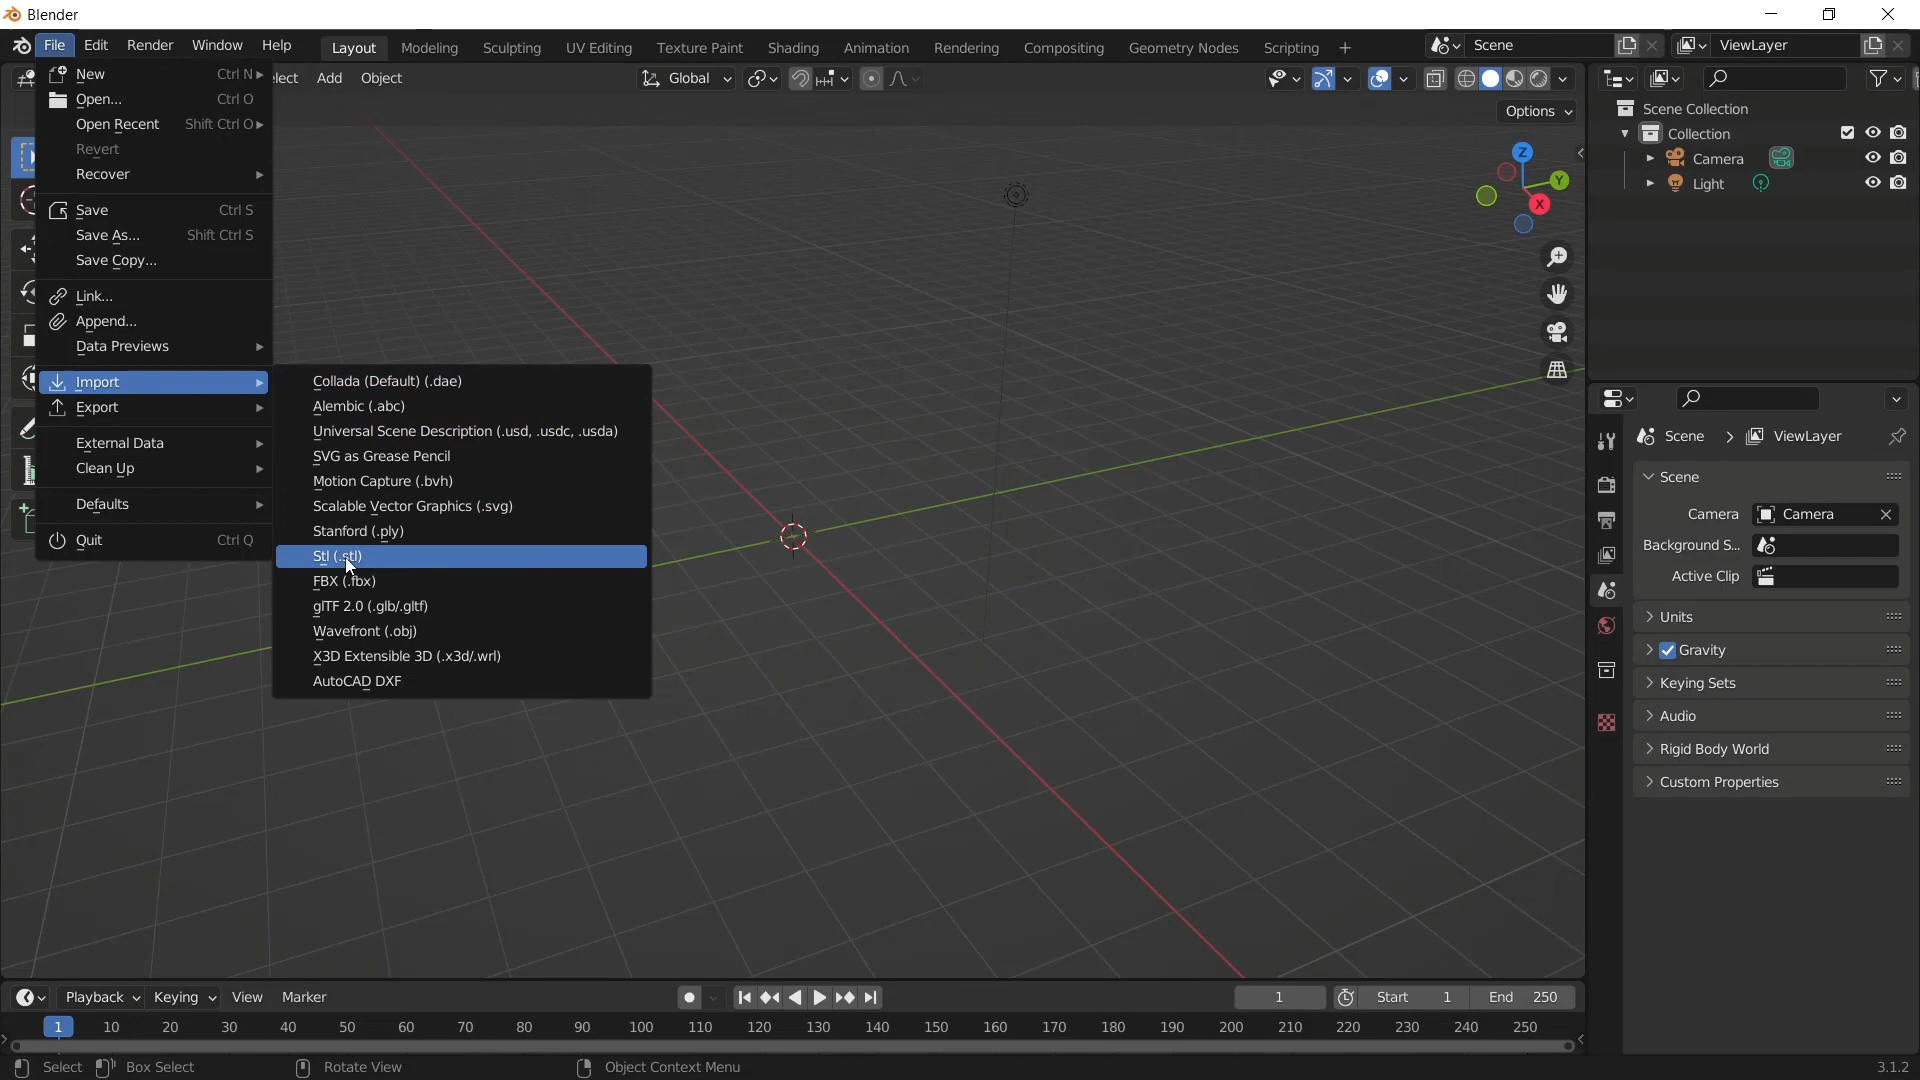 Blender
File Edit Render Window Help Layout Modeling Sculpting UV Editing Texture Paint Shading Animation Rendering Compositing Geometry Nodes Scripting + Scene ViewLayer
lect Add Object Global
Options
New Ctrl N
Open... Ctrl O
Open Recent Shift Ctrl O
Revert
Recover
Save Ctrl S
Save As... Shift Ctrl S
Save Copy...
Link...
Append...
Data Previews
Import
Export
External Data
Clean Up
Defaults
Quit Ctrl Q
Collada (Default) (.dae)
Alembic (.abc)
Universal Scene Description (.usd, .usdc, .usda)
SVG as Grease Pencil
Motion Capture (.bvh)
Scalable Vector Graphics (.svg)
Stanford (.ply)
Stl (.stl)
FBX (.fbx)
glTF 2.0 (.glb/.gltf)
Wavefront (.obj)
X3D Extensible 3D (.x3d/.wrl)
AutoCAD DXF
Z
Y
X
Scene Collection
Collection
Camera
Light
Scene > ViewLayer
Scene
Camera Camera
Background S...
Active Clip
Units
Gravity
Keying Sets
Audio
Rigid Body World
Custom Properties
Playback Keying View Marker 1 Start 1 End 250
1 10 20 30 40 50 60 70 80 90 100 110 120 130 140 150 160 170 180 190 200 210 220 230 240 250
Select Box Select Rotate View Object Context Menu 3.1.2